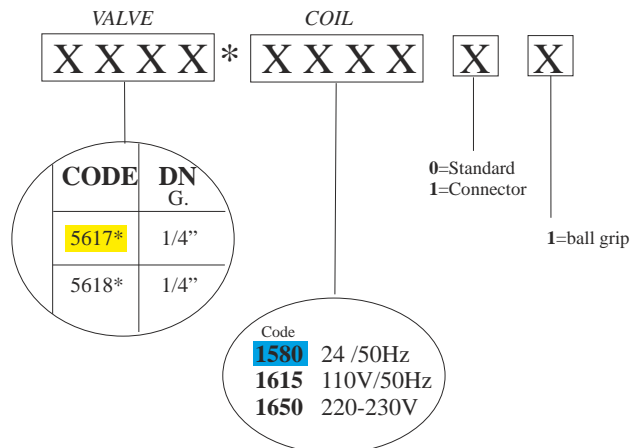 VALVE COIL
X X X X * X X X X X X
CODE DN
G.
5617* 1/4”
5618* 1/4”
0=Standard
1=Connector
1=ball grip
Code
1580 24 /50Hz
1615 110V/50Hz
1650 220-230V